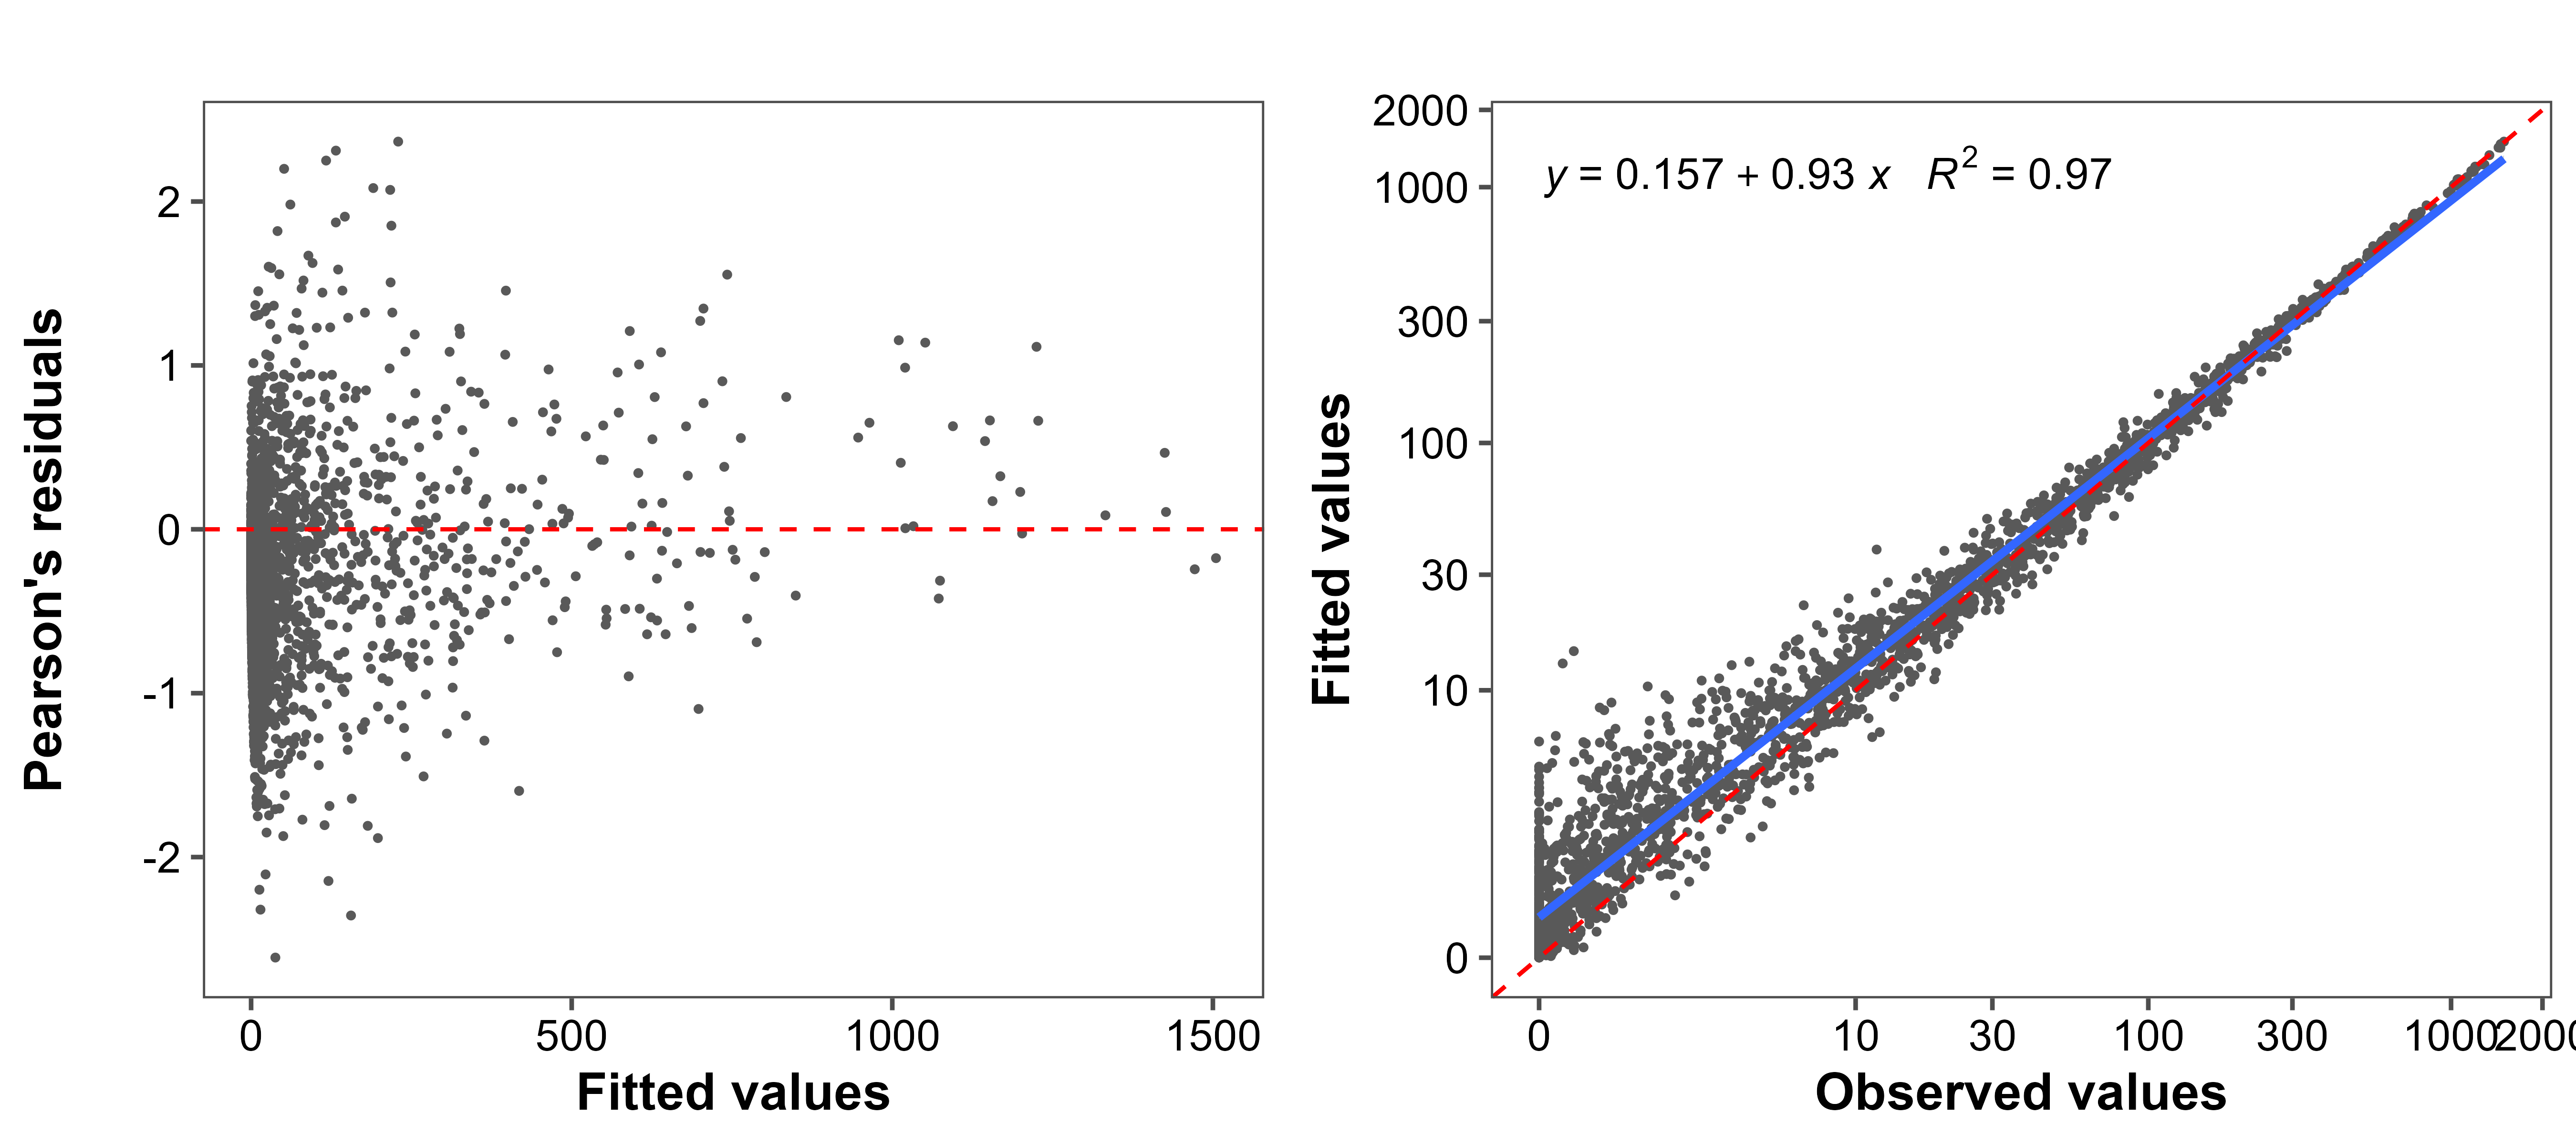 Pearson's residuals
2
1
0
-1
-2
0 500 1000 1500
Fitted values
Fitted values
2000
1000
300
100
30
10
0
y = 0.157 + 0.93 x R² = 0.97
0 10 30 100 300 1000 2000
Observed values